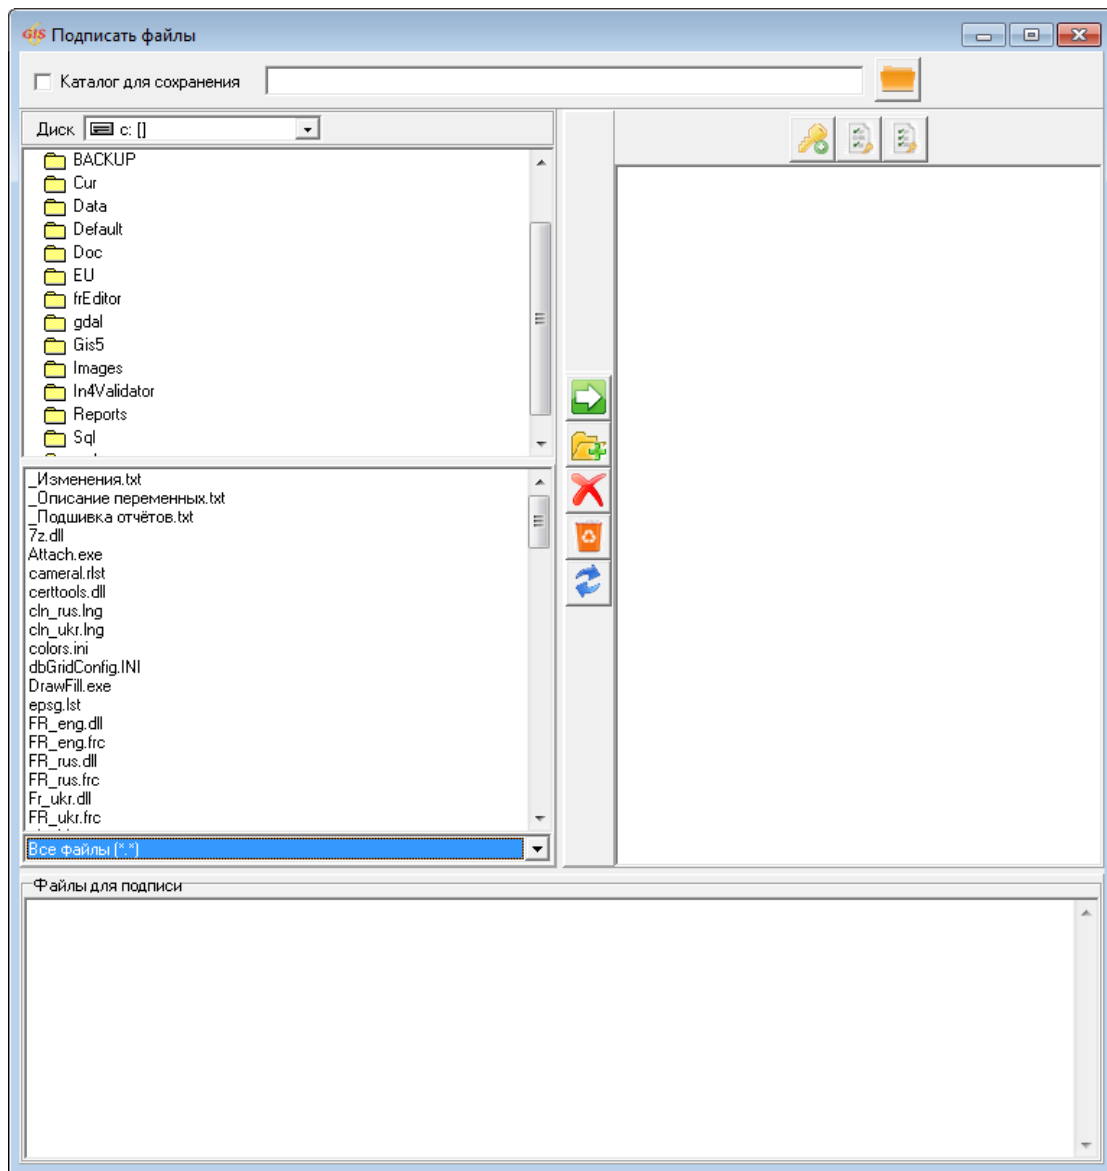 GIS Подписать файлы
Каталог для сохранения
Диск c: []
BACKUP
Cur
Data
Default
Doc
EU
frEditor
gdal
Gis5
Images
In4Validator
Reports
Sql
_Изменения.txt
_Описание переменных.txt
_Подшивка отчётов.txt
7z.dll
Attach.exe
cameral.rlst
certtools.dll
cln_rus.lng
cln_ukr.lng
colors.ini
dbGridConfig.INI
DrawFill.exe
epsg.lst
FR_eng.dll
FR_eng.frc
FR_rus.dll
FR_rus.frc
Fr_ukr.dll
FR_ukr.frc
Все файлы (*.*)
Файлы для подписи